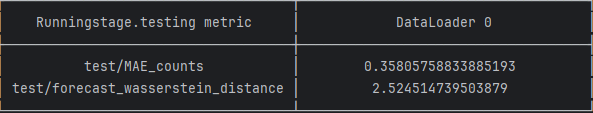 Runningstage.testing metric DataLoader 0
test/MAE_counts 0.35805758833885193
test/forecast_wasserstein_distance 2.524514739503879